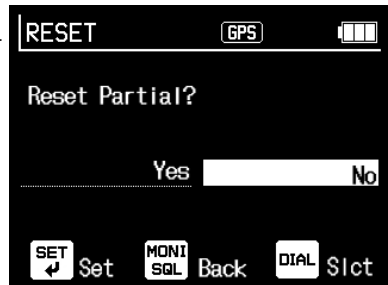 RESET GPS
Reset Partial?
Yes No
SET Set MONI SQL Back DIAL Slct